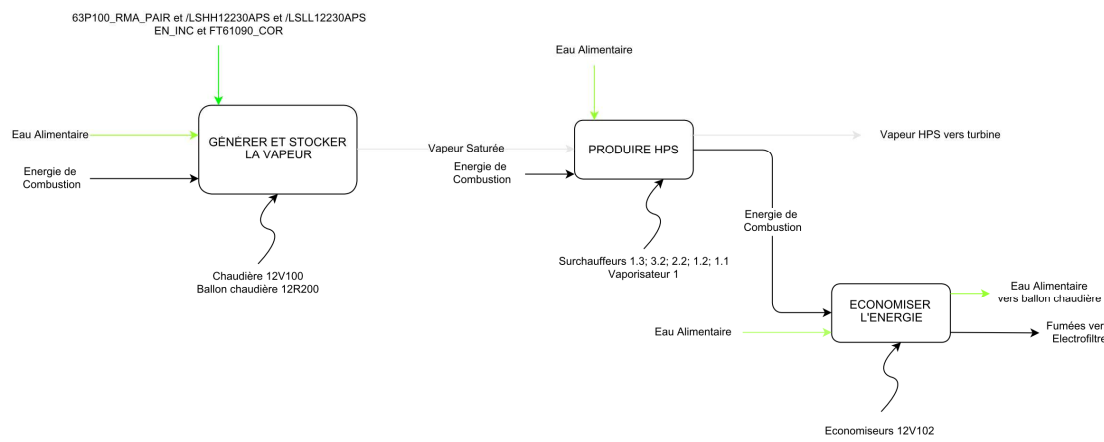 63P100_RMA_PAIR et /LSHH12230APS et /LSLL12230APS
EN_INC et FT61090_COR
Eau Alimentaire
Energie de
Combustion
GÉNÉRER ET STOCKER
LA VAPEUR
Chaudière 12V100
Ballon chaudière 12R200
Vapeur Saturée
Energie de
Combustion
Eau Alimentaire
PRODUIRE HPS
Vapeur HPS vers turbine
Surchauffeurs 1.3; 3.2; 2.2; 1.2; 1.1
Vaporisateur 1
Energie de
Combustion
Eau Alimentaire
ECONOMISER
L'ENERGIE
Eau Alimentaire
vers ballon chaudière
Fumées ver
Electrofiltre
Economiseurs 12V102